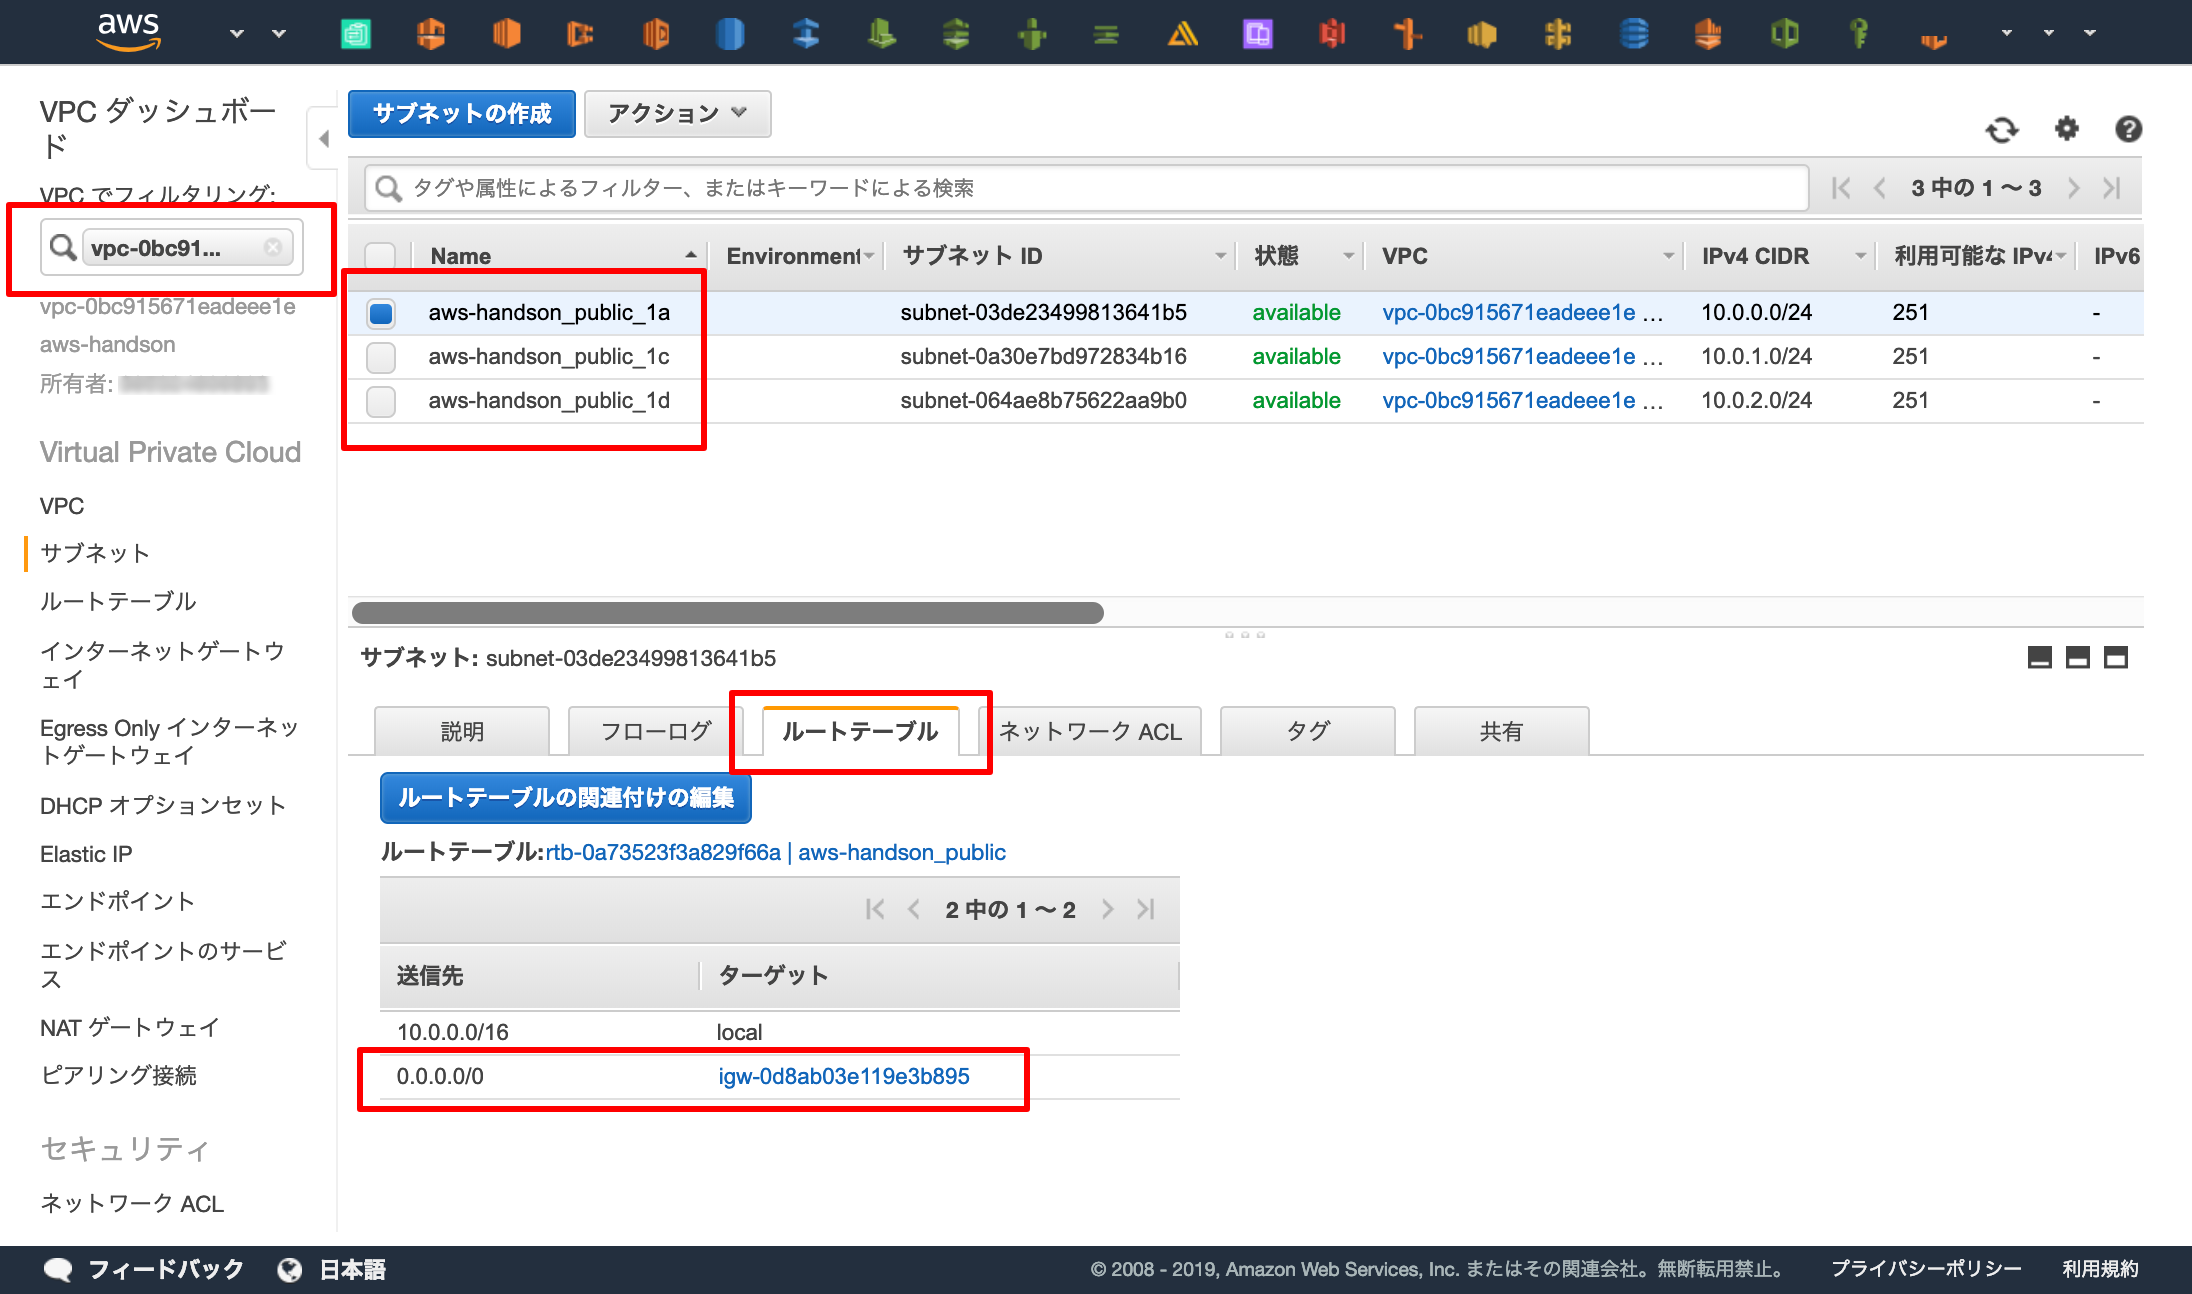 aws
VPC ダッシュボー
ド
VPC でフィルタリング:
vpc-0bc91...
vpc-0bc915671eadeee1e
aws-handson
所有者:
Virtual Private Cloud
VPC
サブネット
ルートテーブル
インターネットゲートウ
ェイ
Egress Only インターネッ
トゲートウェイ
DHCP オプションセット
Elastic IP
エンドポイント
エンドポイントのサービ
ス
NAT ゲートウェイ
ピアリング接続
セキュリティ
ネットワーク ACL
サブネットの作成 アクション
タグや属性によるフィルター、またはキーワードによる検索 3 中の 1 ～ 3
Name Environment サブネット ID 状態 VPC IPv4 CIDR 利用可能な IPv4 IPv6
aws-handson_public_1a subnet-03de23499813641b5 available vpc-0bc915671eadeee1e ... 10.0.0.0/24 251 -
aws-handson_public_1c subnet-0a30e7bd972834b16 available vpc-0bc915671eadeee1e ... 10.0.1.0/24 251 -
aws-handson_public_1d subnet-064ae8b75622aa9b0 available vpc-0bc915671eadeee1e ... 10.0.2.0/24 251 -
サブネット: subnet-03de23499813641b5
説明 フローログ ルートテーブル ネットワーク ACL タグ 共有
ルートテーブルの関連付けの編集
ルートテーブル:rtb-0a73523f3a829f66a | aws-handson_public
2 中の 1 ～ 2
送信先 ターゲット
10.0.0.0/16 local
0.0.0.0/0 igw-0d8ab03e119e3b895
フィードバック 日本語 © 2008 - 2019, Amazon Web Services, Inc. またはその関連会社。無断転用禁止。 プライバシーポリシー 利用規約